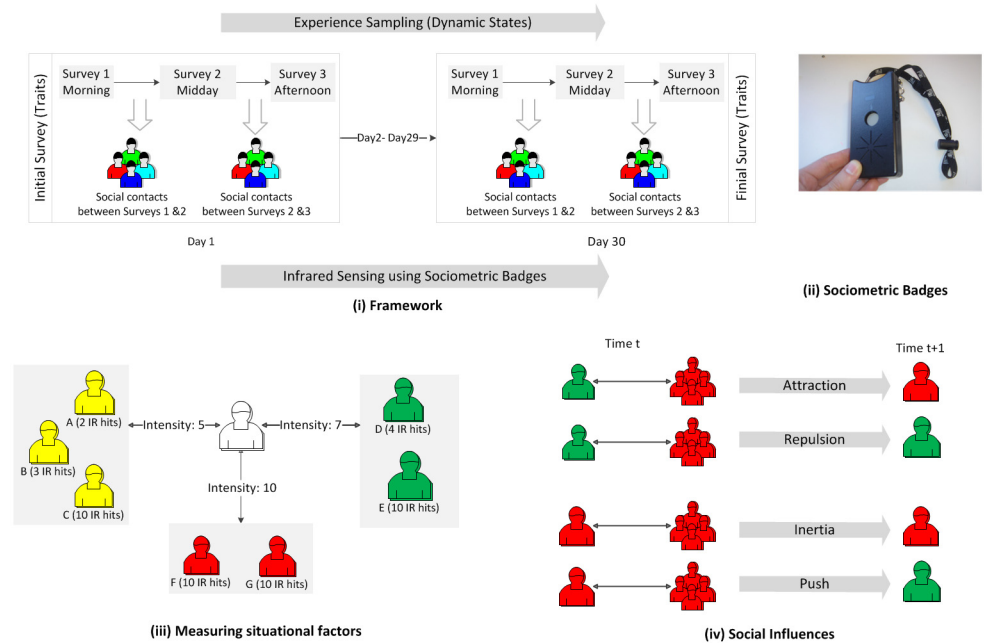 Experience Sampling (Dynamic States)
Initial Survey (Traits)
Survey 1
Morning
Survey 2
Midday
Survey 3
Afternoon
Social contacts
between Surveys 1 &2
Social contacts
between Surveys 2 &3
Day 1
Day2- Day29
Survey 1
Morning
Survey 2
Midday
Survey 3
Afternoon
Social contacts
between Surveys 1 &2
Social contacts
between Surveys 2 &3
Day 30
Finial Survey (Traits)
Infrared Sensing using Sociometric Badges
(i) Framework
(ii) Sociometric Badges
A (2 IR hits)
B (3 IR hits)
C (10 IR hits)
Intensity: 5
Intensity: 7
D (4 IR hits)
E (10 IR hits)
Intensity: 10
F (10 IR hits)
G (10 IR hits)
(iii) Measuring situational factors
Time t
Time t+1
Attraction
Repulsion
Inertia
Push
(iv) Social Influences